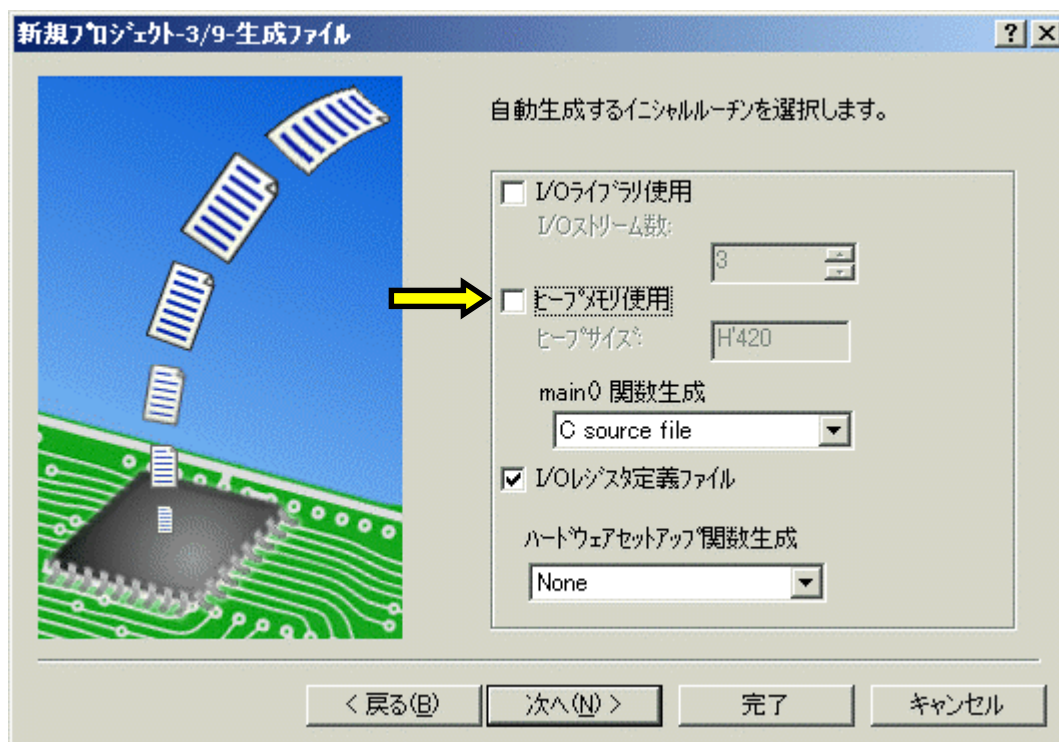 新規ﾌﾟﾛｼﾞｪｸﾄ-3/9-生成ﾌｧｲﾙ
自動生成するｲﾆｼｬﾙﾙｰﾁﾝを選択します。
I/Oﾗｲﾌﾞﾗﾘ使用
I/Oｽﾄﾘｰﾑ数:
3
ﾋｰﾌﾟﾒﾓﾘ使用
ﾋｰﾌﾟｻｲｽﾞ:
H'420
main() 関数生成
C source file
I/Oﾚｼﾞｽﾀ定義ﾌｧｲﾙ
ﾊｰﾄﾞｳｪｱｾｯﾄｱｯﾌﾟ関数生成
None
< 戻る(B)
次へ(N) >
完了
キャンセル